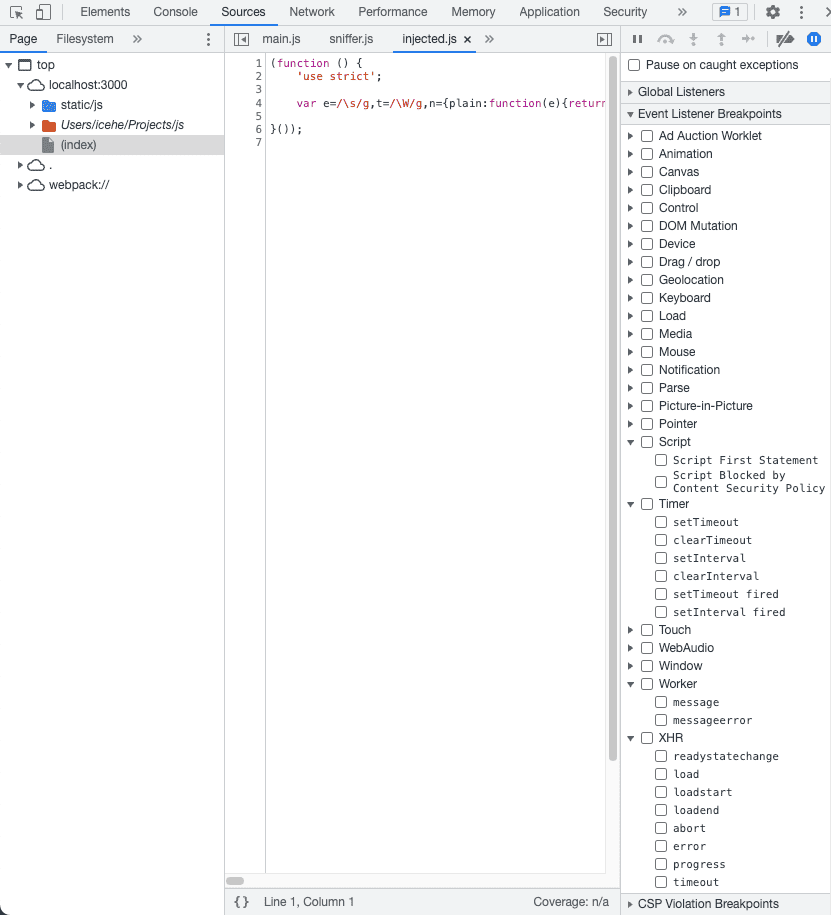 Elements Console Sources Network Performance Memory Application Security » 1
Page Filesystem »
main.js sniffer.js injected.js × »
top
localhost:3000
static/js
Users/icehe/Projects/js
(index)
.
webpack://
1 (function () {
2 'use strict';
3
4 var e=/\s/g,t=/\W/g,n={plain:function(e){return
5
6 }());
7
{} Line 1, Column 1 Coverage: n/a
Pause on caught exceptions
Global Listeners
Event Listener Breakpoints
Ad Auction Worklet
Animation
Canvas
Clipboard
Control
DOM Mutation
Device
Drag / drop
Geolocation
Keyboard
Load
Media
Mouse
Notification
Parse
Picture-in-Picture
Pointer
Script
Script First Statement
Script Blocked by
Content Security Policy
Timer
setTimeout
clearTimeout
setInterval
clearInterval
setTimeout fired
setInterval fired
Touch
WebAudio
Window
Worker
message
messageerror
XHR
readystatechange
load
loadstart
loadend
abort
error
progress
timeout
CSP Violation Breakpoints